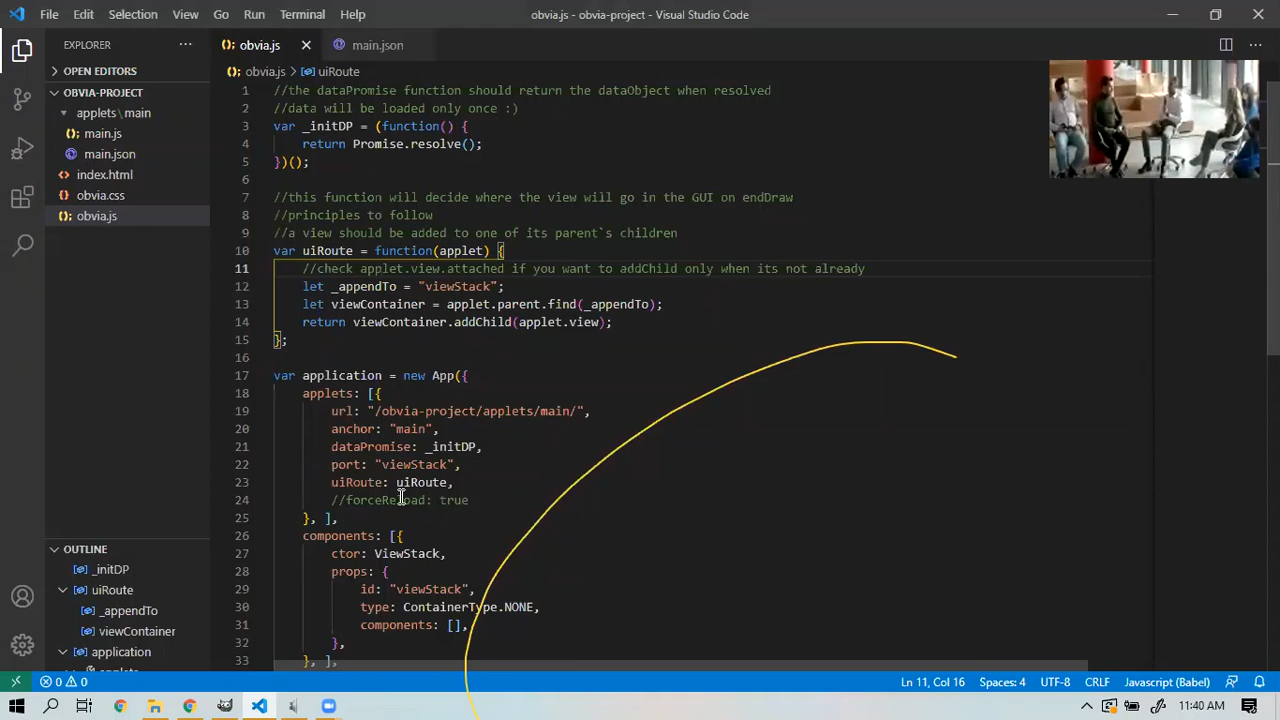 File Edit Selection View Go Run Terminal Help obvia.js - obvia-project - Visual Studio Code
EXPLORER ...
OPEN EDITORS
OBVIA-PROJECT
applets\main
main.js
main.json
index.html
obvia.css
obvia.js
OUTLINE
_initDP
uiRoute
_appendTo
viewContainer
application
obvia.js main.json
obvia.js > uiRoute
1 //the dataPromise function should return the dataObject when resolved
2 //data will be loaded only once :)
3 var _initDP = (function() {
4 return Promise.resolve();
5 })();
6
7 //this function will decide where the view will go in the GUI on endDraw
8 //principles to follow
9 //a view should be added to one of its parent`s children
10 var uiRoute = function(applet) {
11 //check applet.view.attached if you want to addChild only when its not already
12 let _appendTo = "viewStack";
13 let viewContainer = applet.parent.find(_appendTo);
14 return viewContainer.addChild(applet.view);
15 };
16
17 var application = new App({
18 applets: [{
19 url: "/obvia-project/applets/main/",
20 anchor: "main",
21 dataPromise: _initDP,
22 port: "viewStack",
23 uiRoute: uiRoute,
24 //forceReload: true
25 }, ],
26 components: [{
27 ctor: ViewStack,
28 props: {
29 id: "viewStack",
30 type: ContainerType.NONE,
31 components: [],
32 },
33 }, ],
0 0 Ln 11, Col 16 Spaces: 4 UTF-8 CRLF Javascript (Babel)
11:40 AM